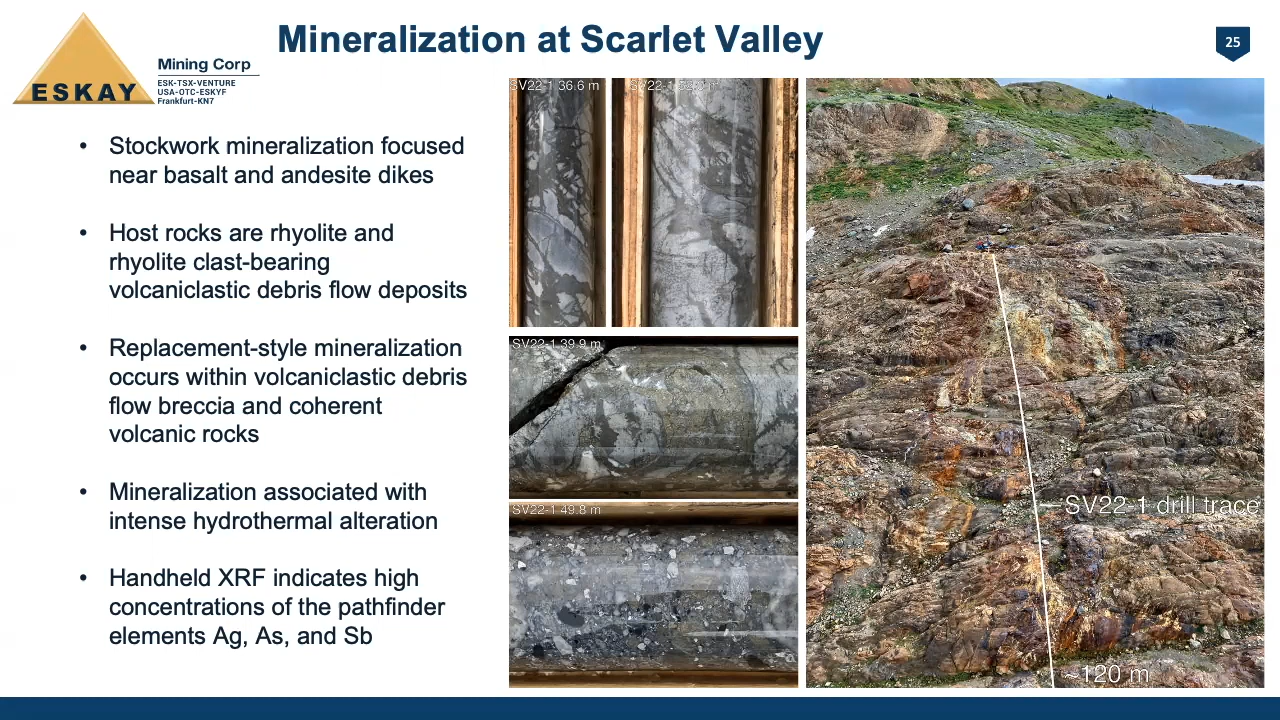 Mineralization at Scarlet Valley
25
ESKAY
Mining Corp
ESK-TSX-VENTURE
USA-OTC-ESKYF
Frankfurt-KN7
• Stockwork mineralization focused
near basalt and andesite dikes
• Host rocks are rhyolite and
rhyolite clast-bearing
volcaniclastic debris flow deposits
• Replacement-style mineralization
occurs within volcaniclastic debris
flow breccia and coherent
volcanic rocks
• Mineralization associated with
intense hydrothermal alteration
• Handheld XRF indicates high
concentrations of the pathfinder
elements Ag, As, and Sb
SV22-1 36.6 m
SV22-1
SV22-1 39.9 m
SV22-1 49.8 m
SV22-1 drill trace
~120 m